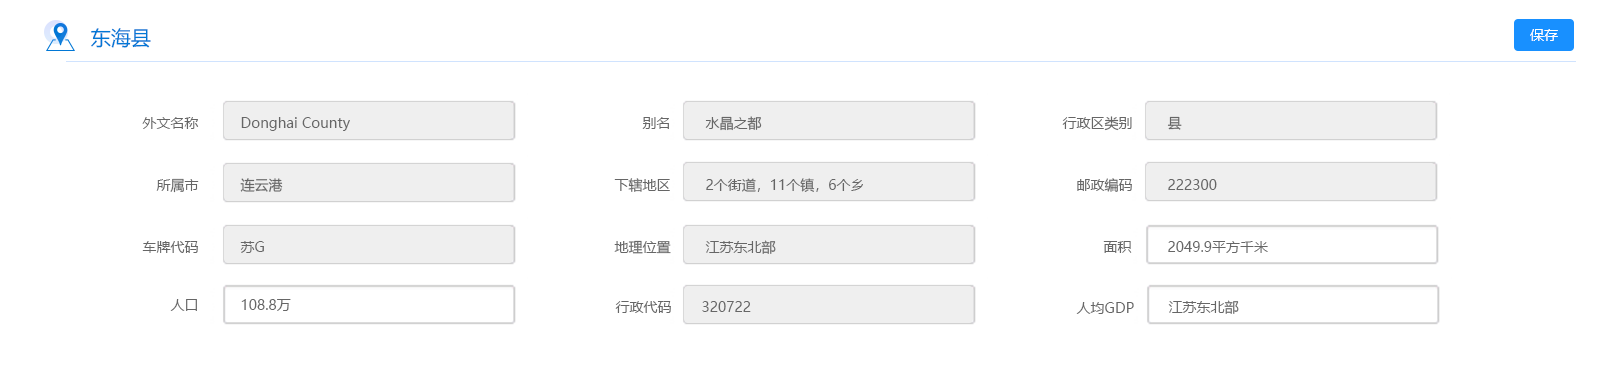 东海县
保存
外文名称 Donghai County 别名 水晶之都 行政区类别 县
所属市 连云港 下辖地区 2个街道，11个镇，6个乡 邮政编码 222300
车牌代码 苏G 地理位置 江苏东北部 面积 2049.9平方千米
人口 108.8万 行政代码 320722 人均GDP 江苏东北部